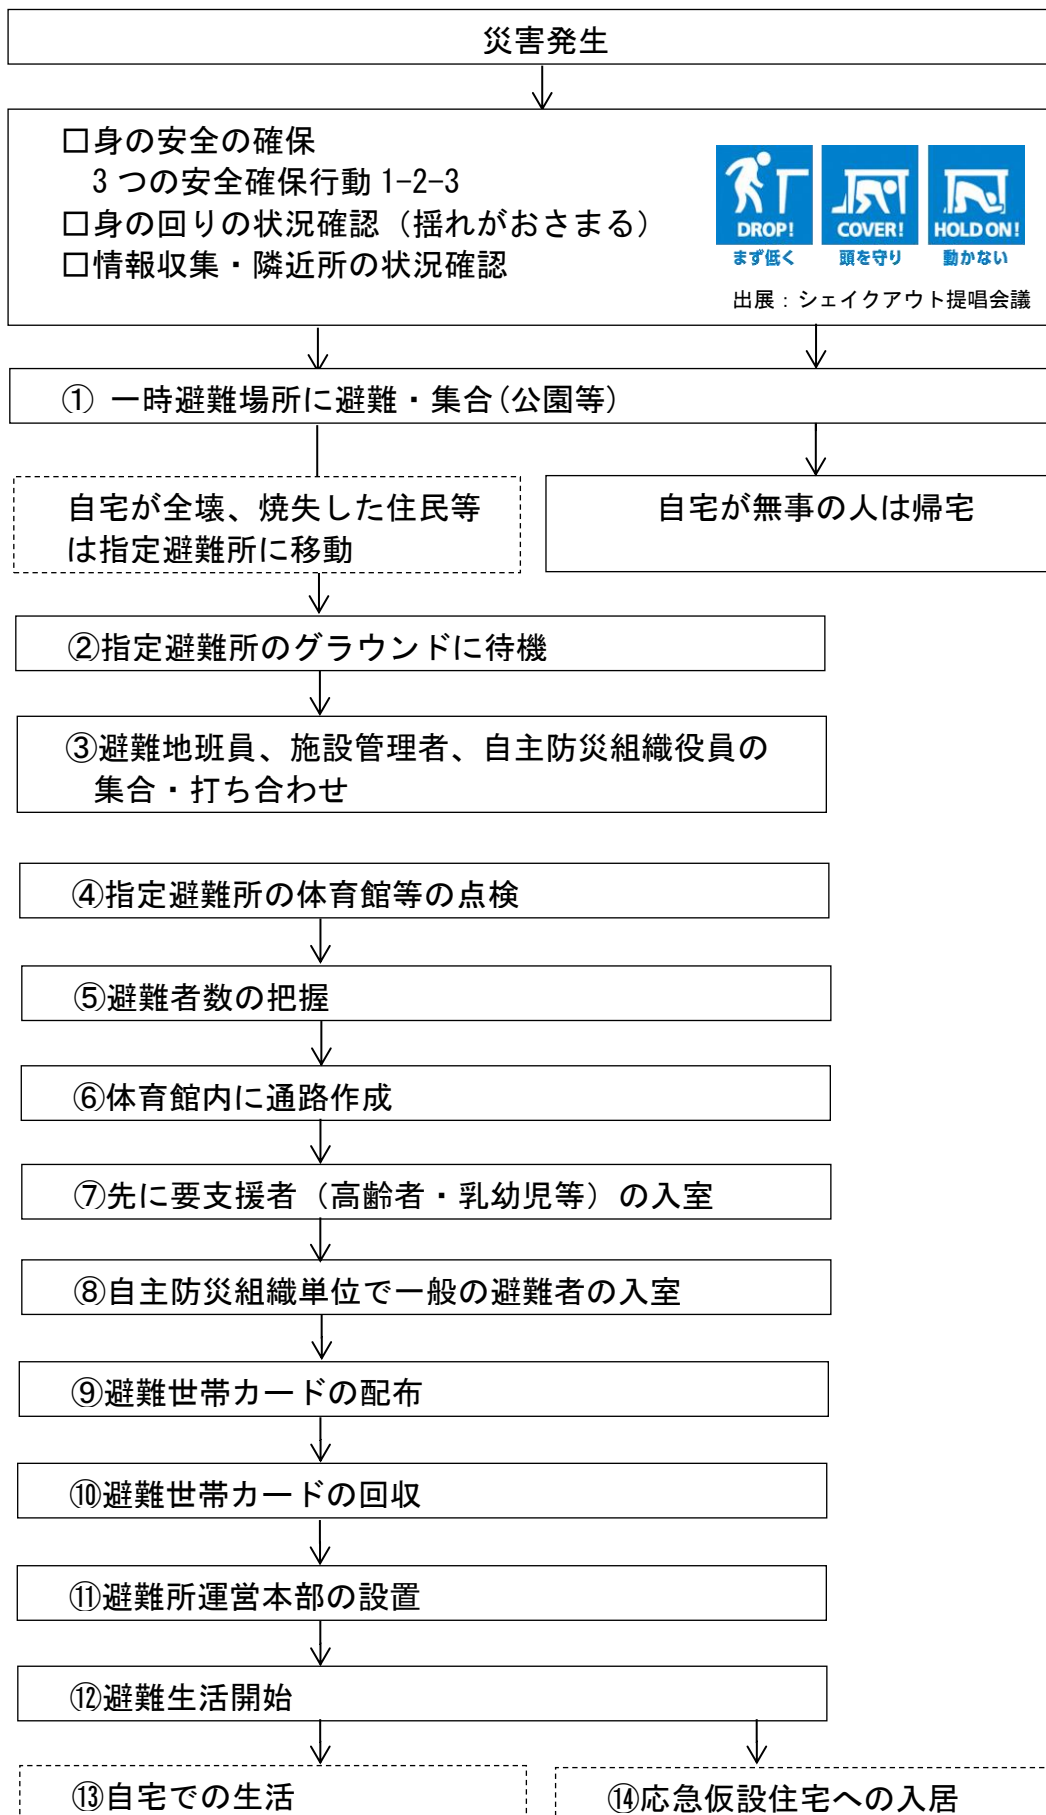 災害発生
□身の安全の確保
3つの安全確保行動1-2-3
□身の回りの状況確認（揺れがおさまる）
□情報収集・隣近所の状況確認
DROP! COVER! HOLD ON!
まず低く 頭を守り 動かない
出展：シェイクアウト提唱会議
① 一時避難場所に避難・集合(公園等)
自宅が全壊、焼失した住民等
は指定避難所に移動
自宅が無事の人は帰宅
②指定避難所のグラウンドに待機
③避難地班員、施設管理者、自主防災組織役員の
集合・打ち合わせ
④指定避難所の体育館等の点検
⑤避難者数の把握
⑥体育館内に通路作成
⑦先に要支援者（高齢者・乳幼児等）の入室
⑧自主防災組織単位で一般の避難者の入室
⑨避難世帯カードの配布
⑩避難世帯カードの回収
⑪避難所運営本部の設置
⑫避難生活開始
⑬自宅での生活
⑭応急仮設住宅への入居